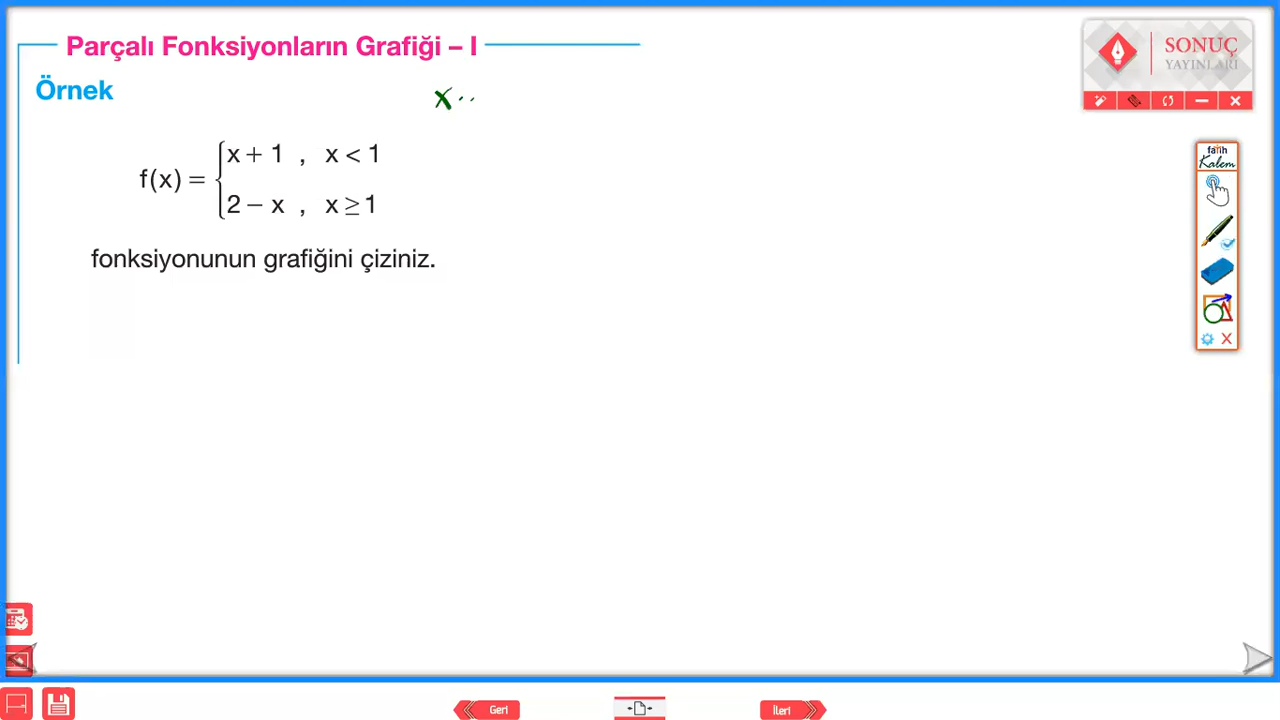 Parçalı Fonksiyonların Grafiği – I
SONUÇ
YAYINLARI
Örnek
x
f(x) = { x + 1 , x < 1
2 − x , x ≥ 1
fonksiyonunun grafiğini çiziniz.
fatih
Kalem
Geri
İleri